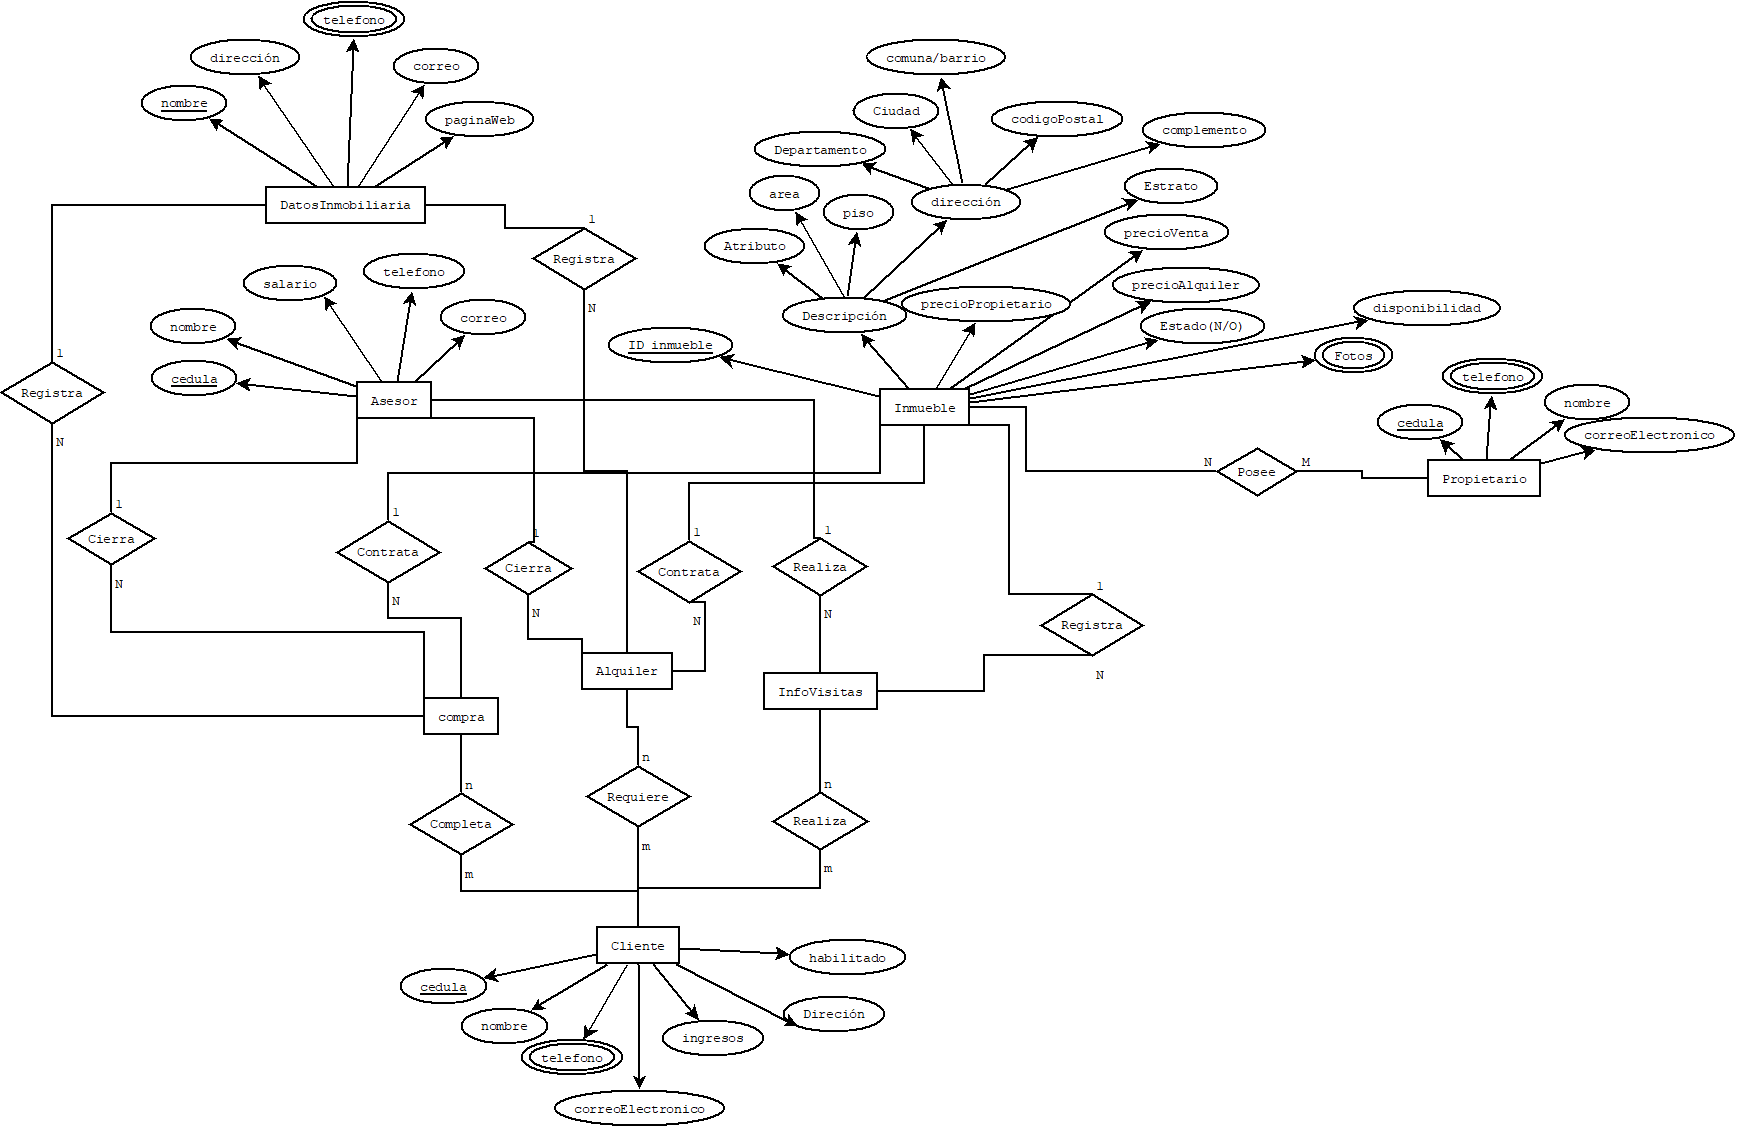 telefono
dirección
correo
nombre
paginaWeb
DatosInmobiliaria
comuna/barrio
Ciudad
codigoPostal
complemento
Departamento
dirección
area
piso
Atributo
Estrato
precioVenta
precioAlquiler
Descripción
precioPropietario
Estado(N/O)
disponibilidad
Fotos
ID inmueble
Inmueble
1
Registra
N
salario
telefono
nombre
correo
cedula
Asesor
1
Registra
N
telefono
nombre
cedula
correoElectronico
Propietario
N
Posee
M
1
Cierra
N
1
Contrata
N
1
Cierra
N
1
Contrata
N
1
Realiza
N
1
Registra
N
Alquiler
InfoVisitas
compra
n
Completa
m
n
Requiere
m
n
Realiza
m
Cliente
habilitado
cedula
Direción
nombre
ingresos
telefono
correoElectronico